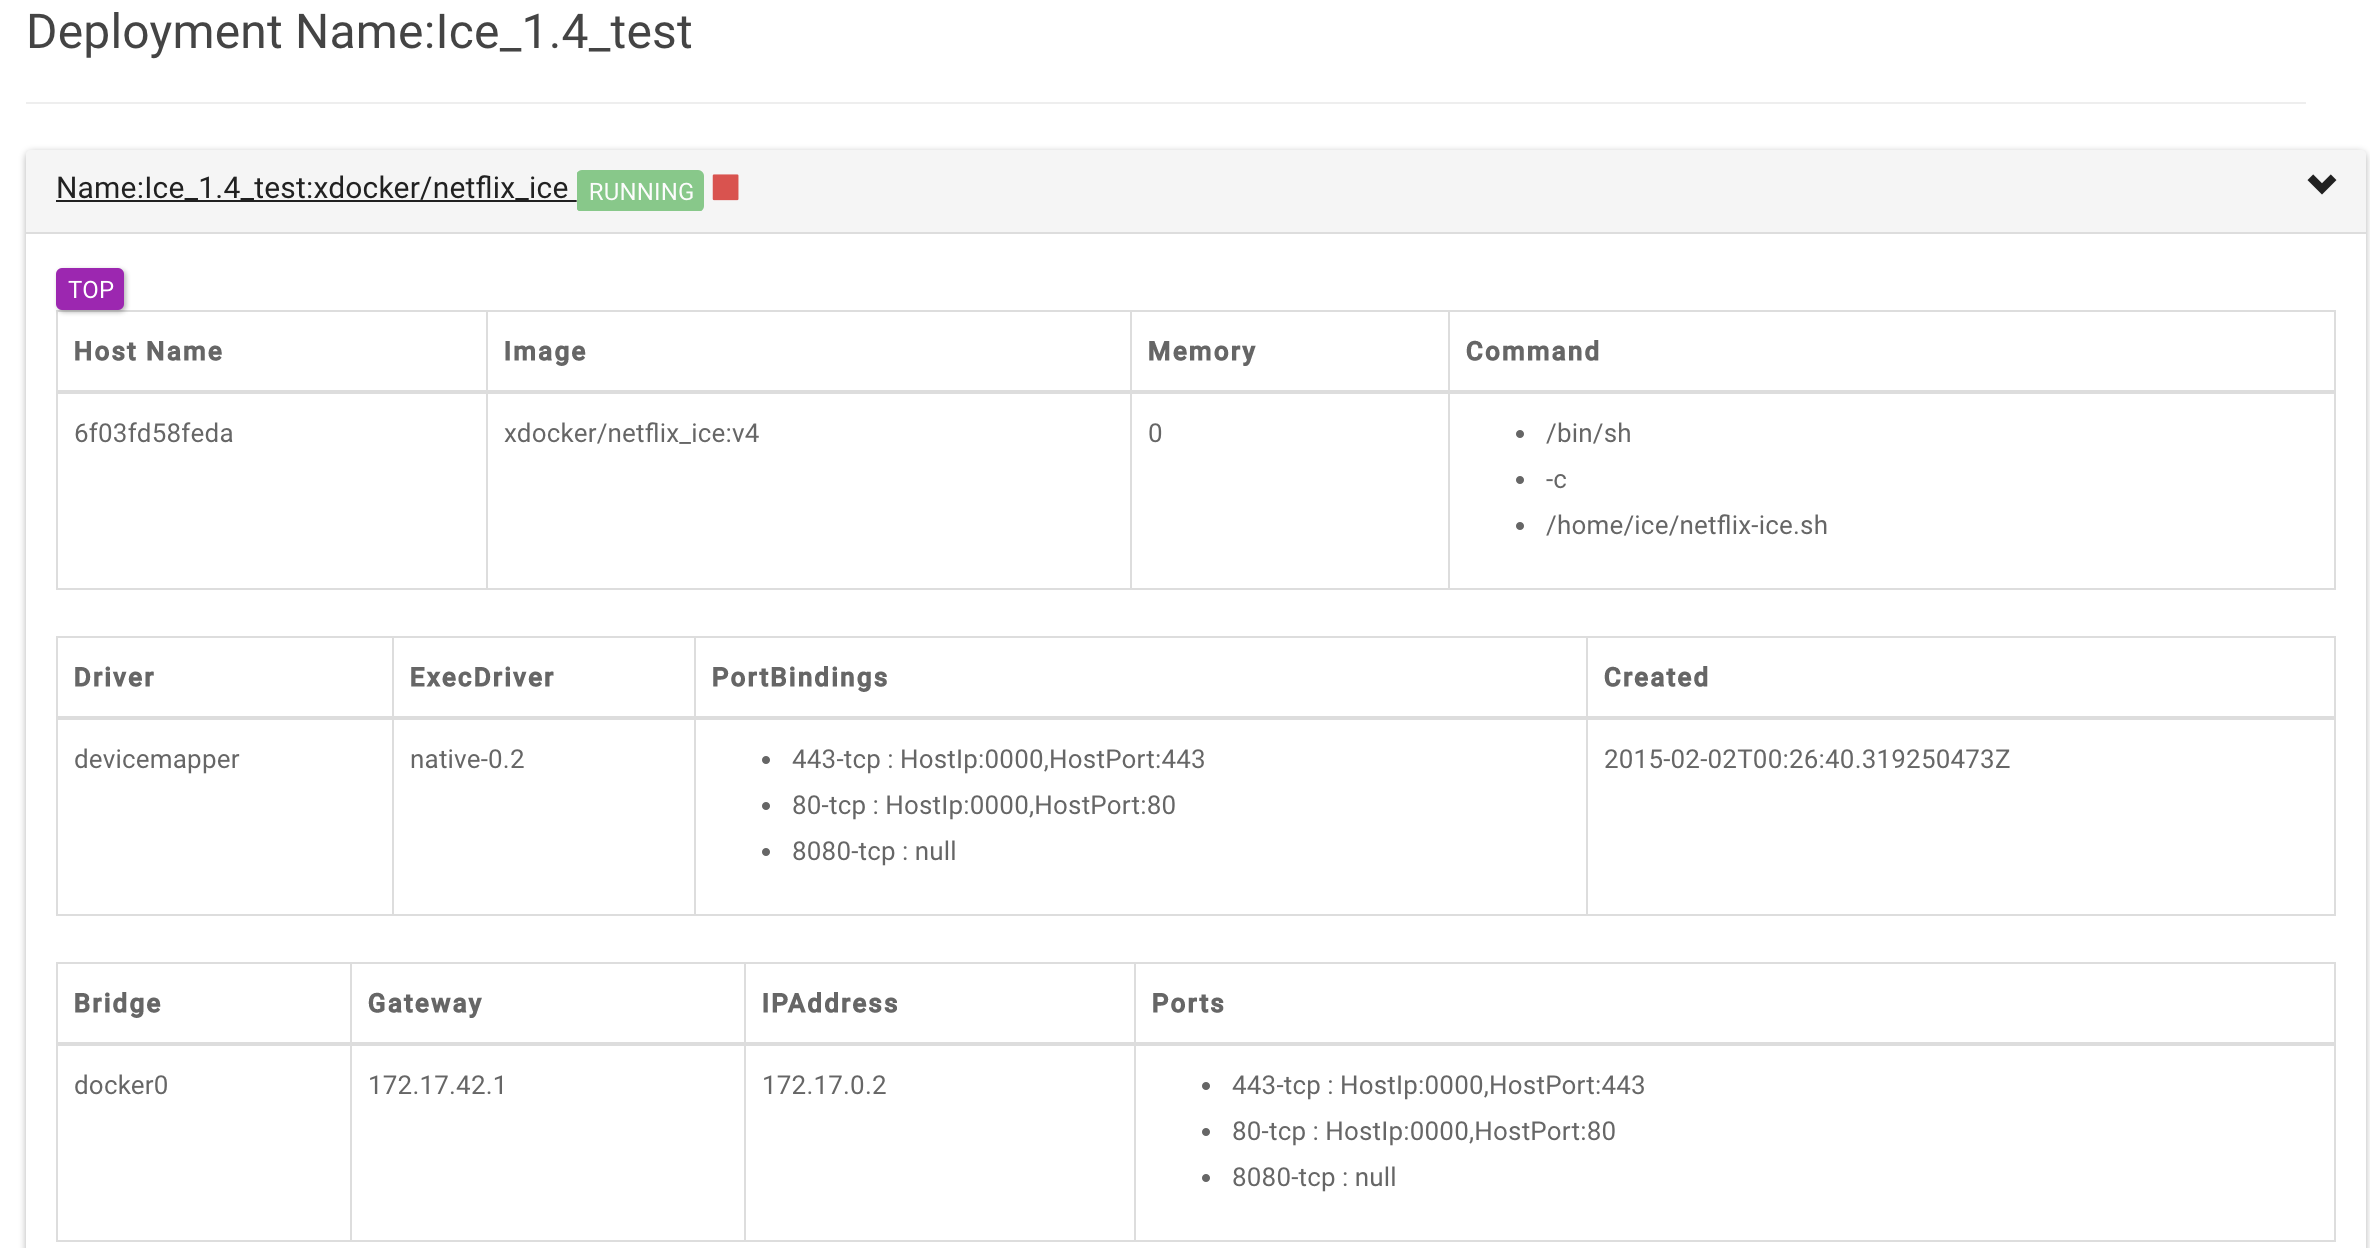 Deployment Name:Ice_1.4_test
Name:Ice_1.4_test:xdocker/netflix_ice RUNNING
TOP
Host Name Image Memory Command
6f03fd58feda xdocker/netflix_ice:v4 0 • /bin/sh
• -c
• /home/ice/netflix-ice.sh
Driver ExecDriver PortBindings Created
devicemapper native-0.2 • 443-tcp : HostIp:0000,HostPort:443 2015-02-02T00:26:40.319250473Z
• 80-tcp : HostIp:0000,HostPort:80
• 8080-tcp : null
Bridge Gateway IPAddress Ports
docker0 172.17.42.1 172.17.0.2 • 443-tcp : HostIp:0000,HostPort:443
• 80-tcp : HostIp:0000,HostPort:80
• 8080-tcp : null